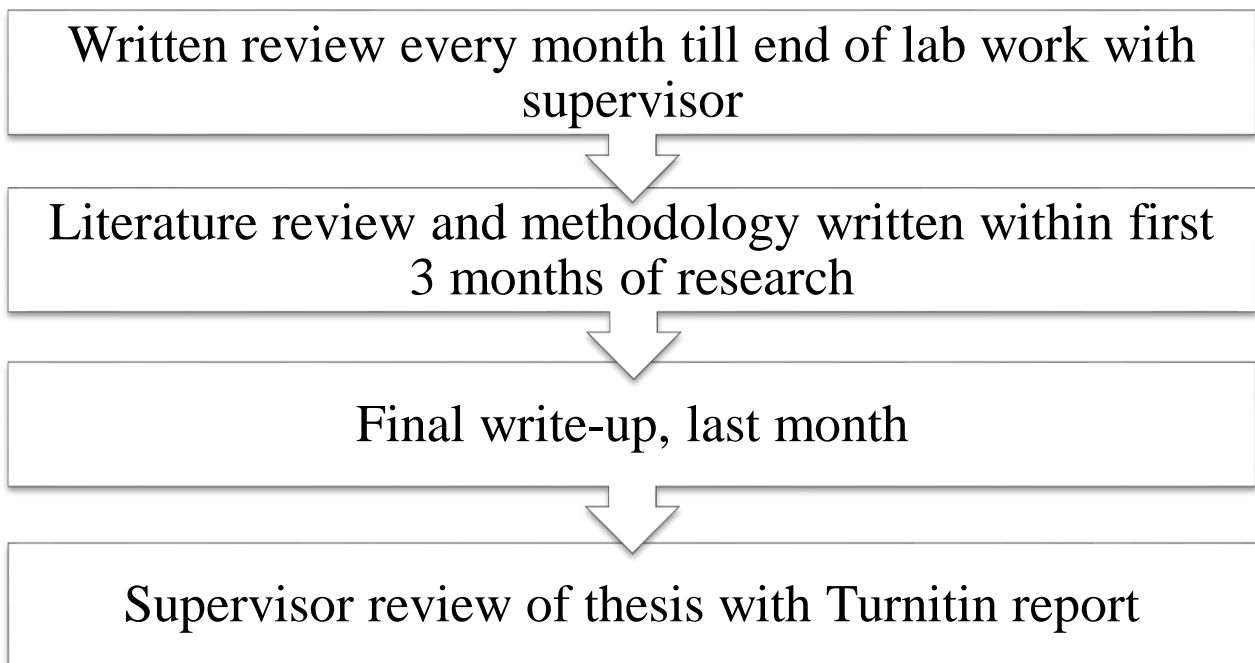 Written review every month till end of lab work with
supervisor
Literature review and methodology written within first
3 months of research
Final write-up, last month
Supervisor review of thesis with Turnitin report